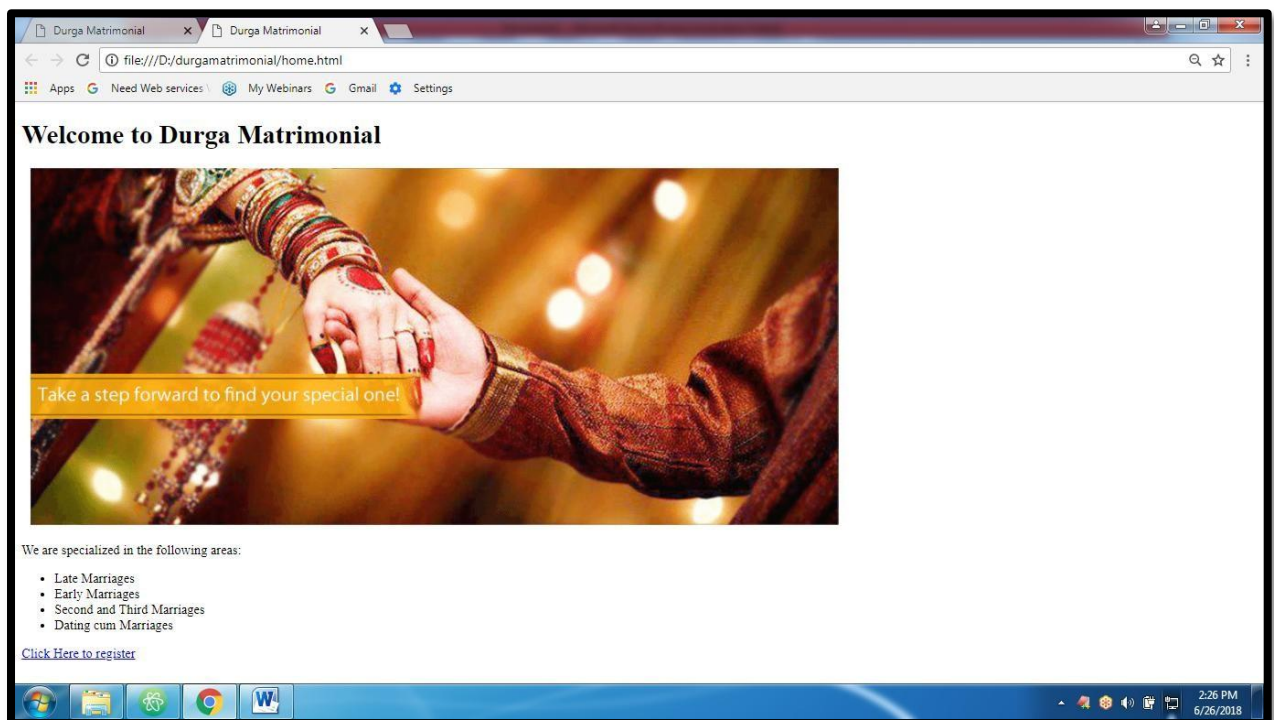 Durga Matrimonial
Durga Matrimonial
file:///D:/durgamatrimonial/home.html
Apps
Need Web services \
My Webinars
Gmail
Settings
Welcome to Durga Matrimonial
Take a step forward to find your special one!
We are specialized in the following areas:
• Late Marriages
• Early Marriages
• Second and Third Marriages
• Dating cum Marriages
Click Here to register
2:26 PM
6/26/2018